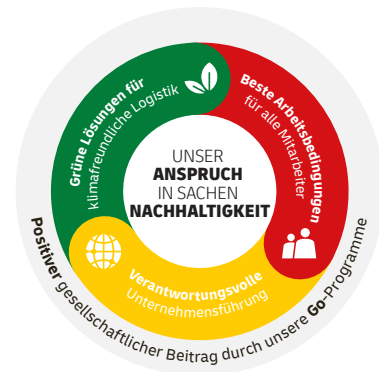 UNSER
ANSPRUCH
IN SACHEN
NACHHALTIGKEIT
Grüne Lösungen für
klimafreundliche Logistik
Beste Arbeitsbedingungen
für alle Mitarbeiter
Verantwortungsvolle
Unternehmensführung
Positiver gesellschaftlicher Beitrag durch unsere Go-Programme